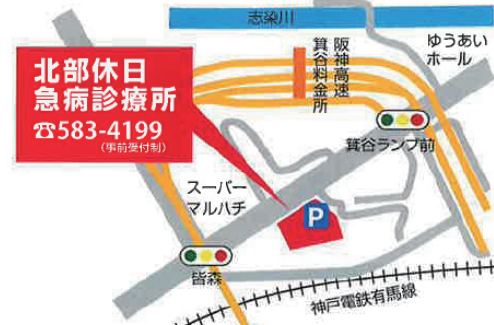 志染川
ゆうあい
ホール
阪神高速
箕谷料金所
北部休日
急病診療所
☎583-4199
(事前受付制)
箕谷ランプ前
スーパー
マルハチ
P
皆森
神戸電鉄有馬線